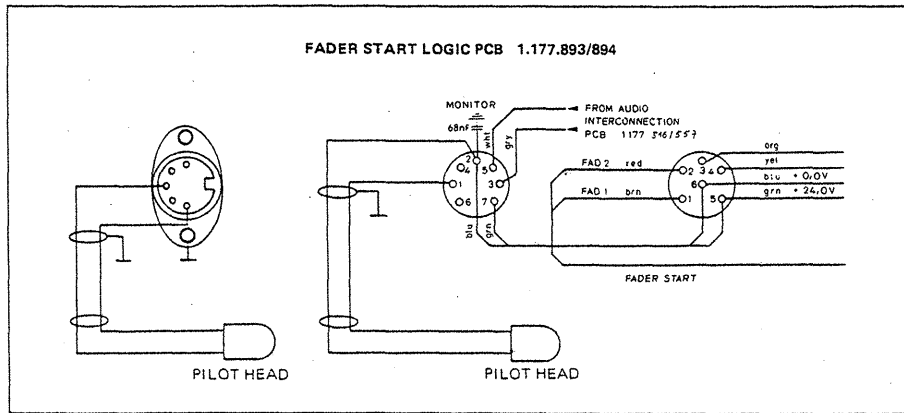 FADER START LOGIC PCB 1.177.893/894
MONITOR
68nF
wht
gry
FROM AUDIO
INTERCONNECTION
PCB 1177
2
4
5
1
3
6
7
blu
grn
FAD 2 red
FAD 1 brn
2
3
4
6
1
5
org
yel
blu + 0,0V
grn + 24,0V
FADER START
PILOT HEAD
PILOT HEAD